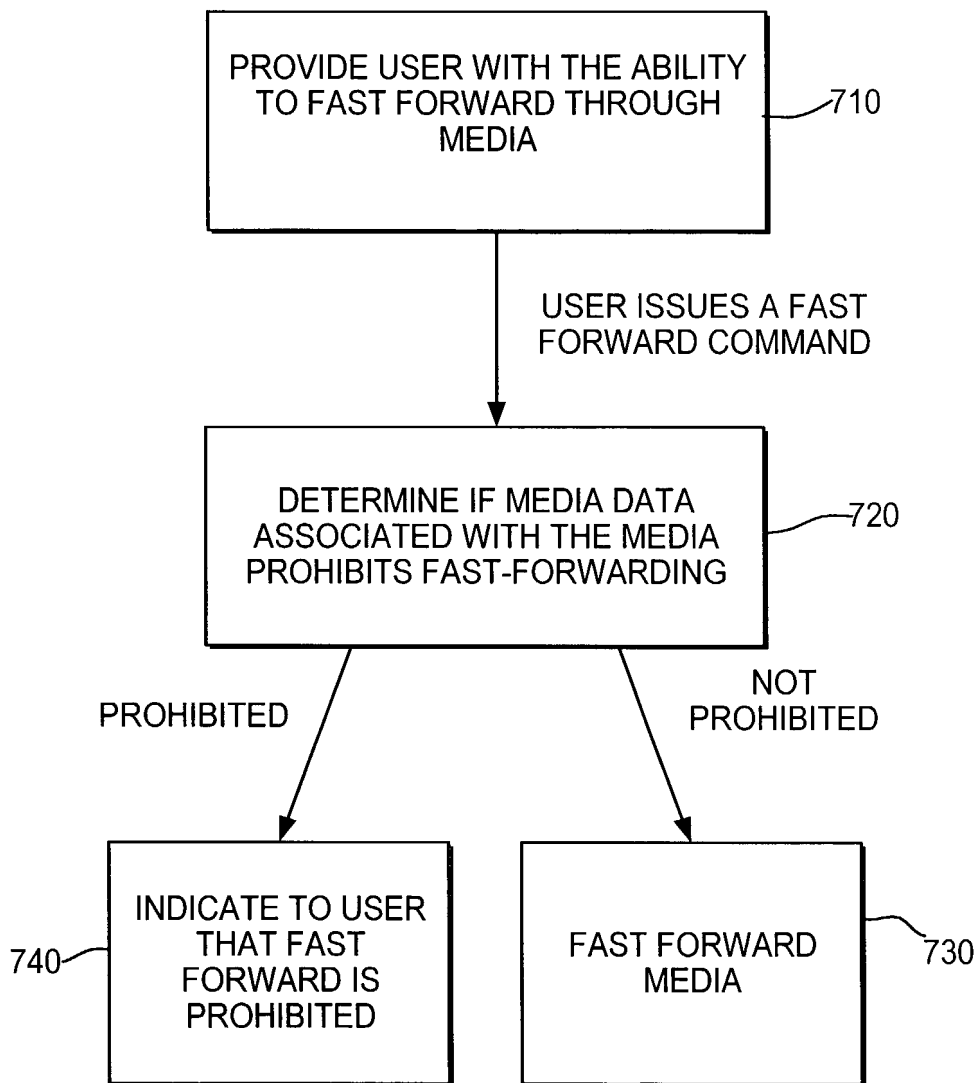 PROVIDE USER WITH THE ABILITY
TO FAST FORWARD THROUGH
MEDIA
710
USER ISSUES A FAST
FORWARD COMMAND
DETERMINE IF MEDIA DATA
ASSOCIATED WITH THE MEDIA
PROHIBITS FAST-FORWARDING
720
PROHIBITED
NOT
PROHIBITED
INDICATE TO USER
THAT FAST
FORWARD IS
PROHIBITED
740
FAST FORWARD
MEDIA
730